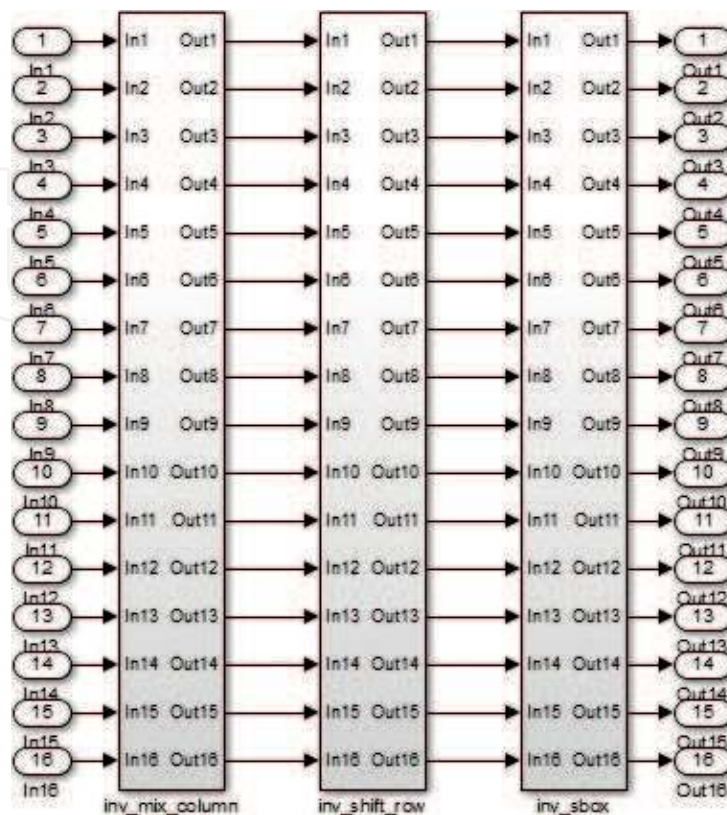 1 In1 Out1 In1 Out1 In1 Out1 1
In1 Out1
2 In2 Out2 In2 Out2 In2 Out2 2
In2 Out2
3 In3 Out3 In3 Out3 In3 Out3 3
In3 Out3
4 In4 Out4 In4 Out4 In4 Out4 4
In4 Out4
5 In5 Out5 In5 Out5 In5 Out5 5
In5 Out5
6 In6 Out6 In6 Out6 In6 Out6 6
In6 Out6
7 In7 Out7 In7 Out7 In7 Out7 7
In7 Out7
8 In8 Out8 In8 Out8 In8 Out8 8
In8 Out8
9 In9 Out9 In9 Out9 In9 Out9 9
In9 Out9
10 In10 Out10 In10 Out10 In10 Out10 10
In10 Out10
11 In11 Out11 In11 Out11 In11 Out11 11
In11 Out11
12 In12 Out12 In12 Out12 In12 Out12 12
In12 Out12
13 In13 Out13 In13 Out13 In13 Out13 13
In13 Out13
14 In14 Out14 In14 Out14 In14 Out14 14
In14 Out14
15 In15 Out15 In15 Out15 In15 Out15 15
In15 Out15
16 In16 Out16 In16 Out16 In16 Out16 16
In16 Out16
inv_mix_column inv_shift_row inv_sbox